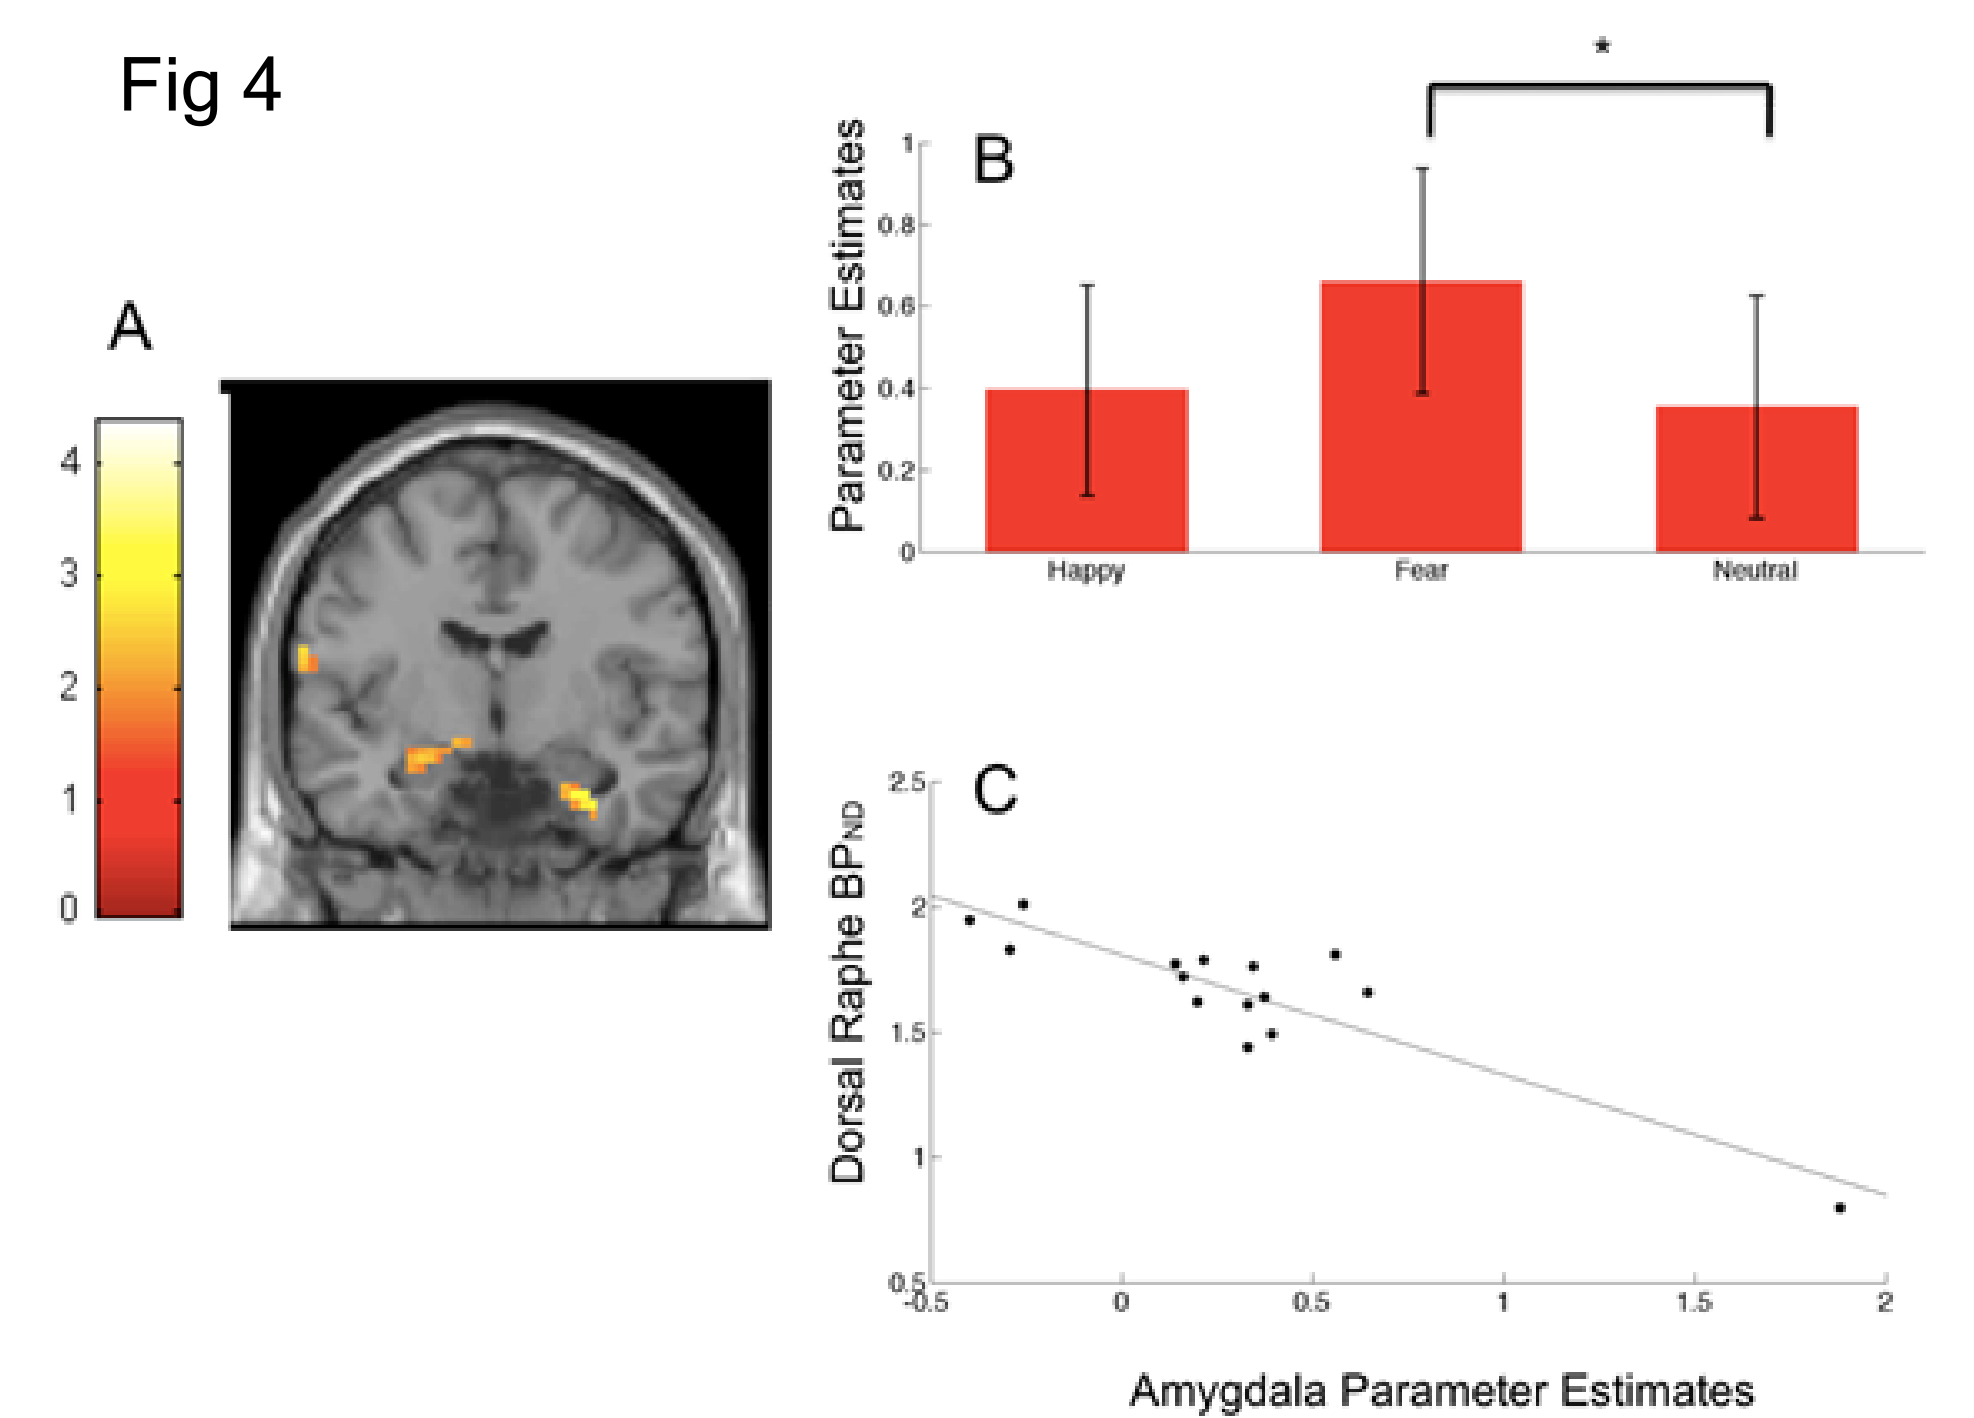 Fig 4
A
4
3
2
1
0
*
B
Parameter Estimates
1
0.8
0.6
0.4
0.2
0
Happy Fear Neutral
C
Dorsal Raphe BPND
2.5
2
1.5
1
0.5
-0.5 0 0.5 1 1.5 2
Amygdala Parameter Estimates